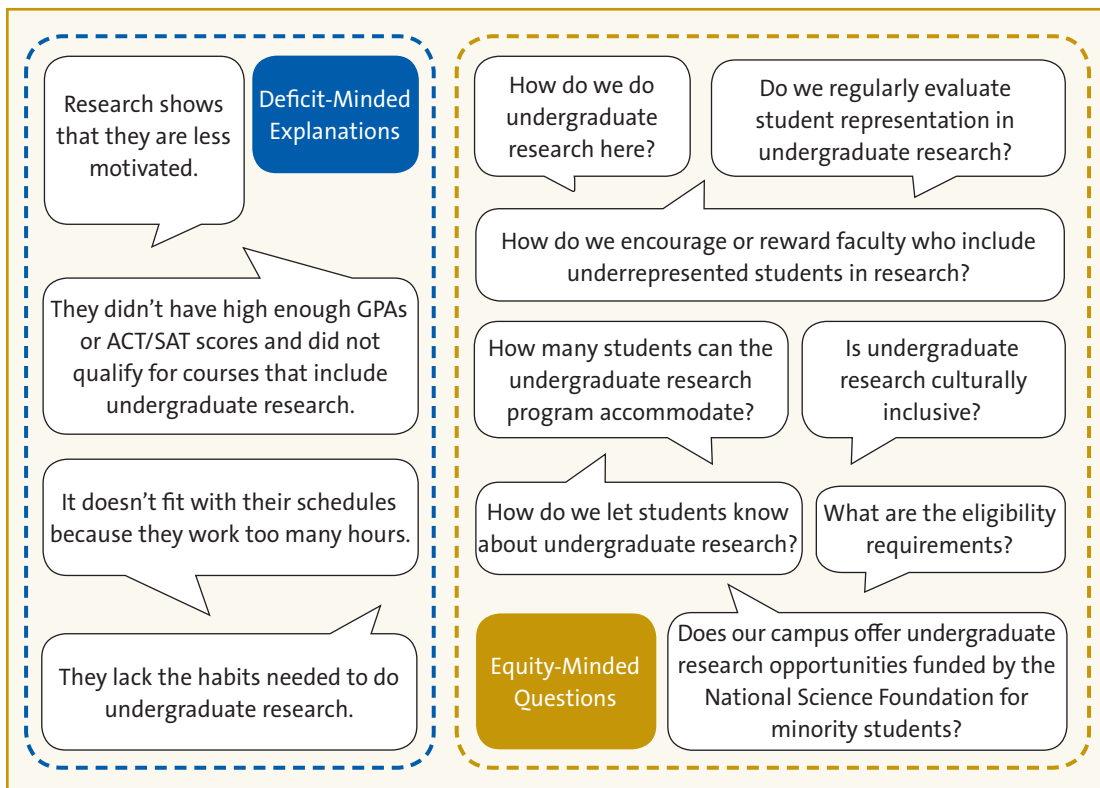 Research shows
that they are less
motivated.
Deficit-Minded
Explanations
They didn’t have high enough GPAs
or ACT/SAT scores and did not
qualify for courses that include
undergraduate research.
It doesn’t fit with their schedules
because they work too many hours.
They lack the habits needed to do
undergraduate research.
How do we do
undergraduate
research here?
Do we regularly evaluate
student representation in
undergraduate research?
How do we encourage or reward faculty who include
underrepresented students in research?
How many students can the
undergraduate research
program accommodate?
Is undergraduate
research culturally
inclusive?
How do we let students know
about undergraduate research?
What are the eligibility
requirements?
Equity-Minded
Questions
Does our campus offer undergraduate
research opportunities funded by the
National Science Foundation for
minority students?